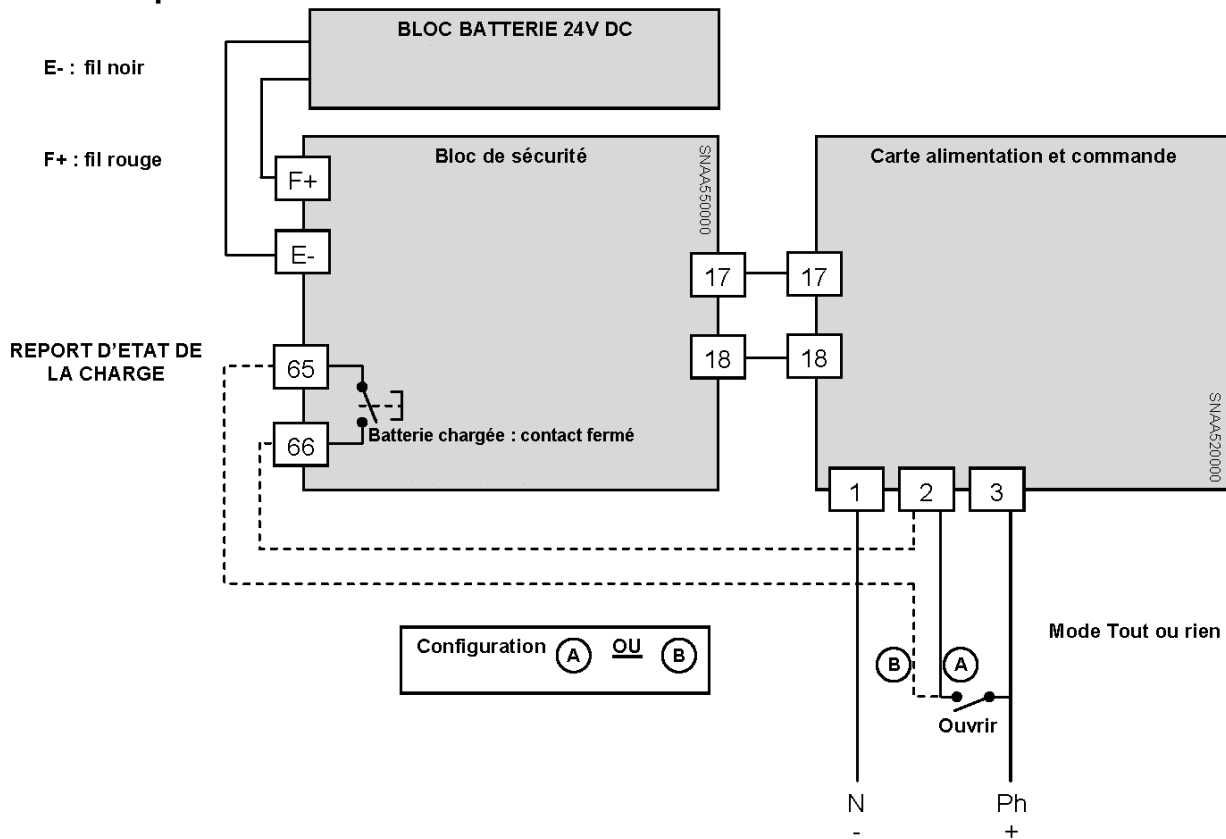 BLOC BATTERIE 24V DC
E- : fil noir
F+ : fil rouge
Bloc de sécurité
SNAA550000
Carte alimentation et commande
F+
E-
17
17
18
18
REPORT D'ETAT DE
LA CHARGE
65
66
Batterie chargée : contact fermé
SNAA520000
1
2
3
Configuration A OU B
Mode Tout ou rien
B
A
Ouvrir
N
-
Ph
+